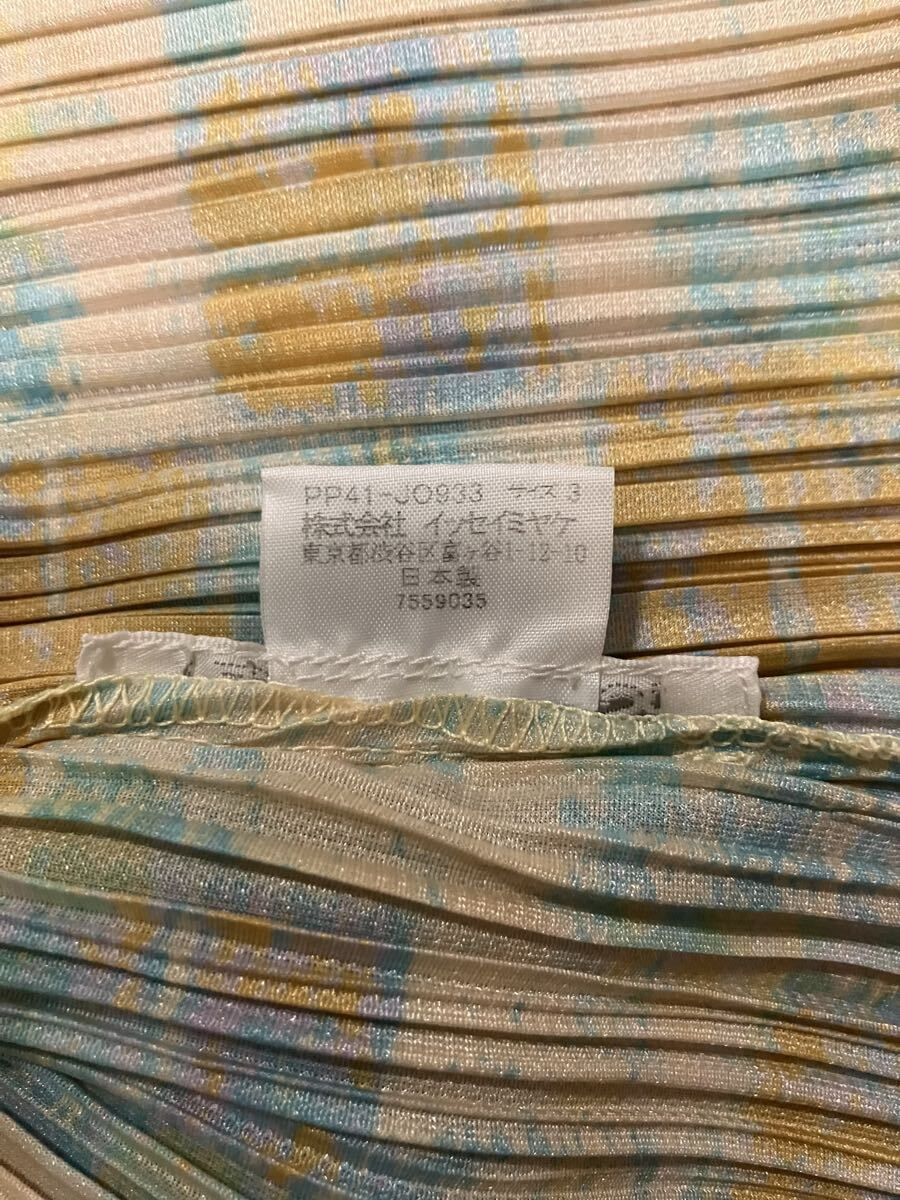 PP41-JO933 サイズ 3
株式会社 イッセイミヤケ
東京都渋谷区富ヶ谷1-12-10
日本製
7559035